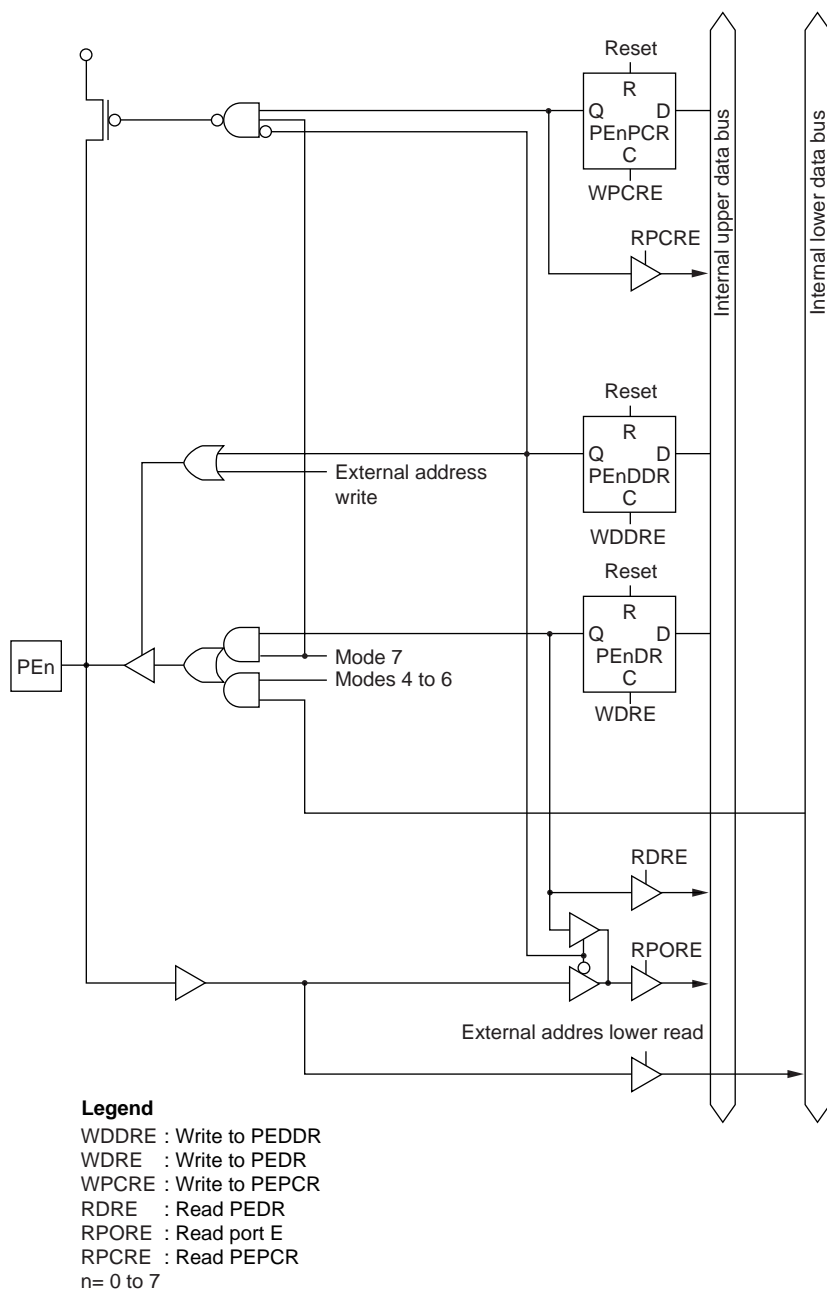 Reset
R
Q D
PEnPCR
C
WPCRE
RPCRE
Internal upper data bus
Internal lower data bus
Reset
R
Q D
PEnDDR
C
WDDRE
External address
write
Reset
R
Q D
PEnDR
C
WDRE
PEn
Mode 7
Modes 4 to 6
RDRE
RPORE
External addres lower read
Legend
WDDRE : Write to PEDDR
WDRE : Write to PEDR
WPCRE : Write to PEPCR
RDRE : Read PEDR
RPORE : Read port E
RPCRE : Read PEPCR
n= 0 to 7